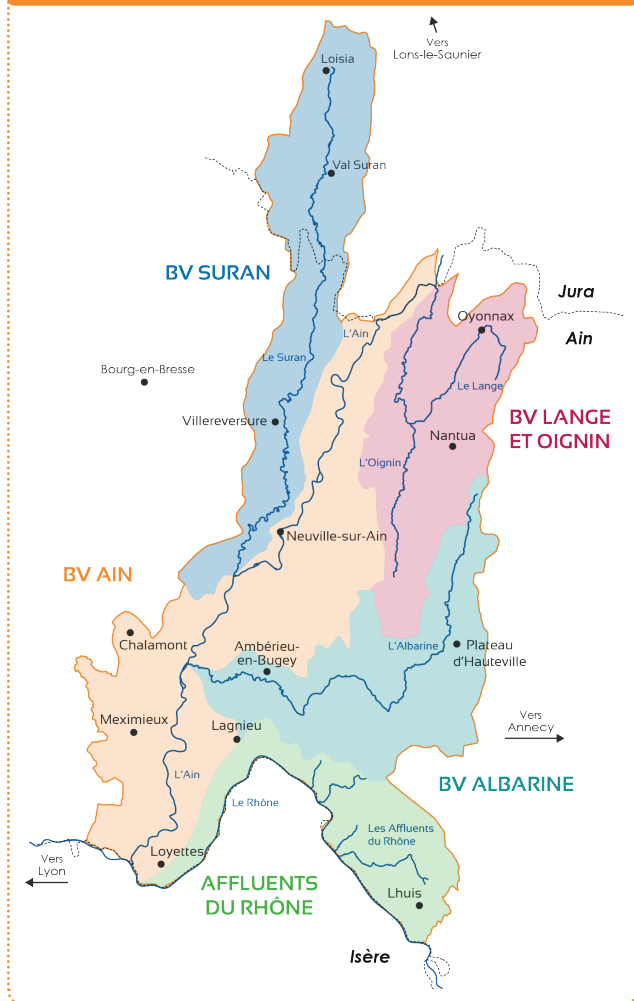 Vers
Lons-le-Saunier
Loisia
Val Suran
BV SURAN
Jura
Oyonnax
L'Ain
Ain
Le Suran
Bourg-en-Bresse
Le Lange
BV LANGE
ET OIGNIN
Villereversure
Nantua
L'Oignin
Neuville-sur-Ain
BV AIN
Chalamont
Ambérieu-
en-Bugey
L'Albarine
Plateau
d'Hauteville
Meximieux
Lagnieu
Vers
Annecy
L'Ain
BV ALBARINE
Le Rhône
Les Affluents
du Rhône
Loyettes
Vers
Lyon
AFFLUENTS
DU RHÔNE
Lhuis
Isère